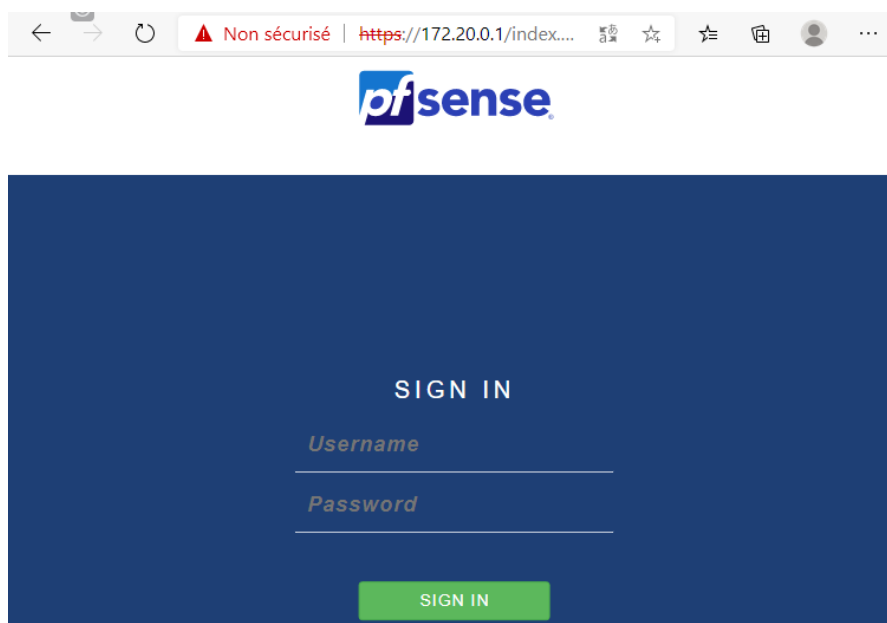 Non sécurisé | https://172.20.0.1/index....
pfsense
SIGN IN
Username
Password
SIGN IN